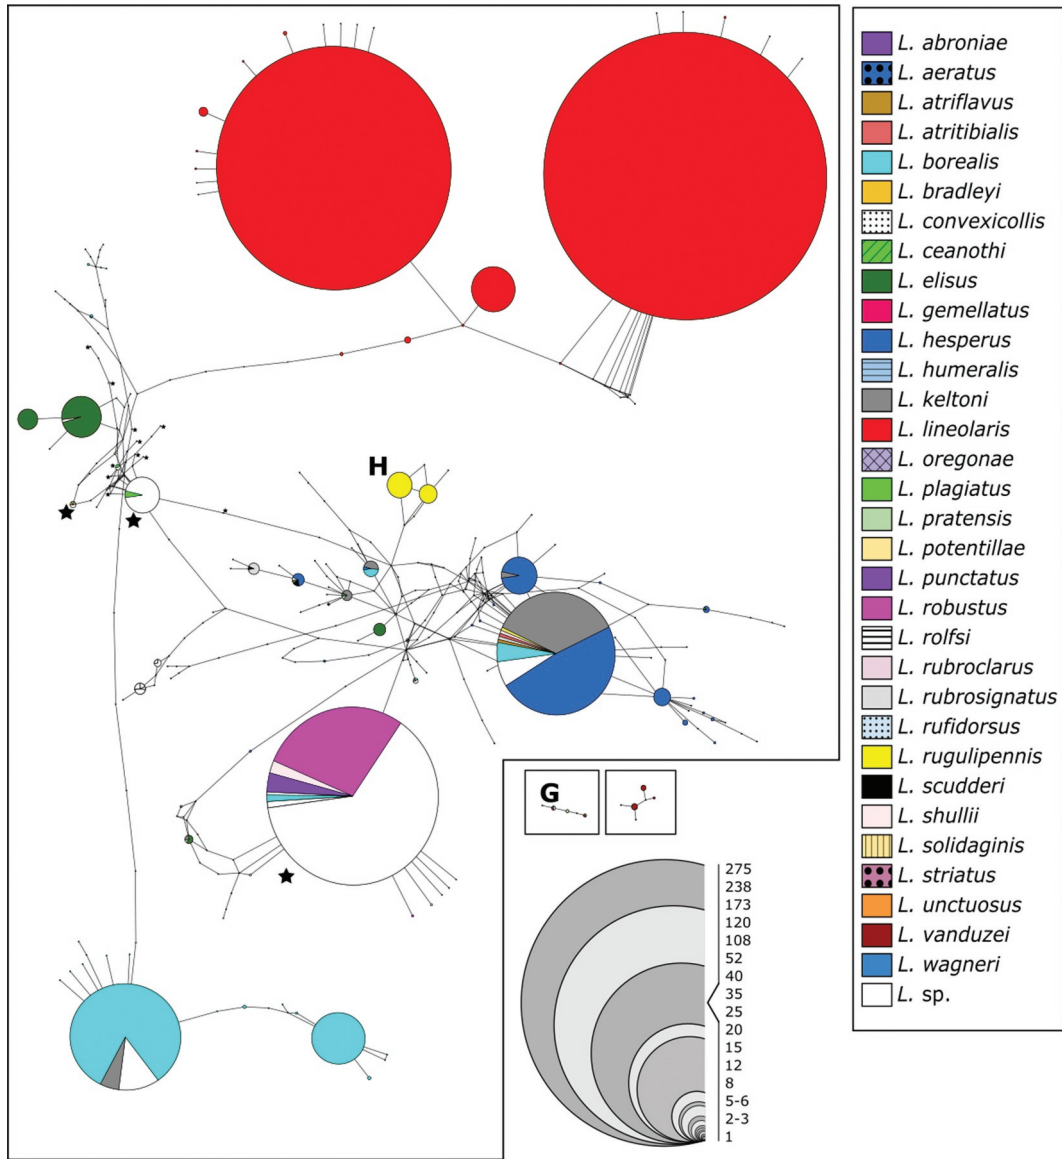 H
G
L. abroniae
L. aeratus
L. atriflavus
L. atritibialis
L. borealis
L. bradleyi
L. convexicollis
L. ceanothi
L. elisus
L. gemellatus
L. hesperus
L. humeralis
L. keltoni
L. lineolaris
L. oregonae
L. plagiatus
L. pratensis
L. potentillae
L. punctatus
L. robustus
L. rolfsi
L. rubroclarus
L. rubrosignatus
L. rufidorsus
L. rugulipennis
L. scudderi
L. shullii
L. solidaginis
L. striatus
L. unctuosus
L. vanduzei
L. wagneri
L. sp.
275
238
173
120
108
52
40
35
25
20
15
12
8
5-6
2-3
1